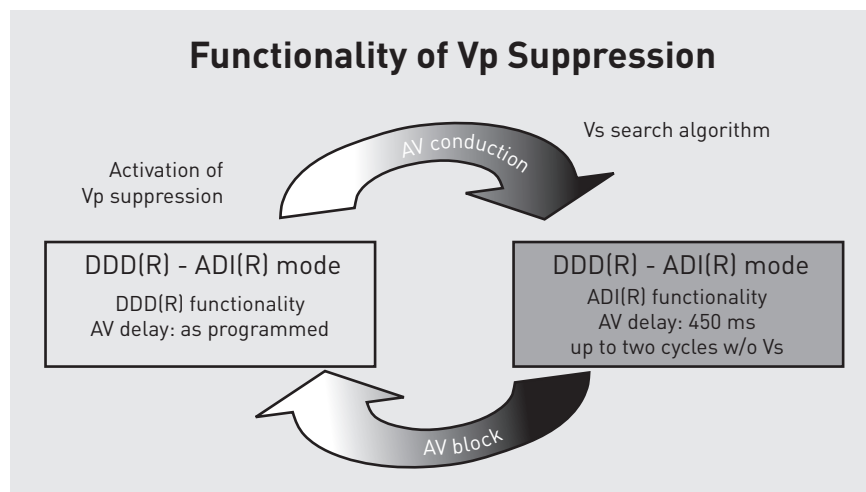 Functionality of Vp Suppression
Activation of
Vp suppression
AV conduction
Vs search algorithm
DDD(R) - ADI(R) mode
DDD(R) functionality
AV delay: as programmed
DDD(R) - ADI(R) mode
ADI(R) functionality
AV delay: 450 ms
up to two cycles w/o Vs
AV block